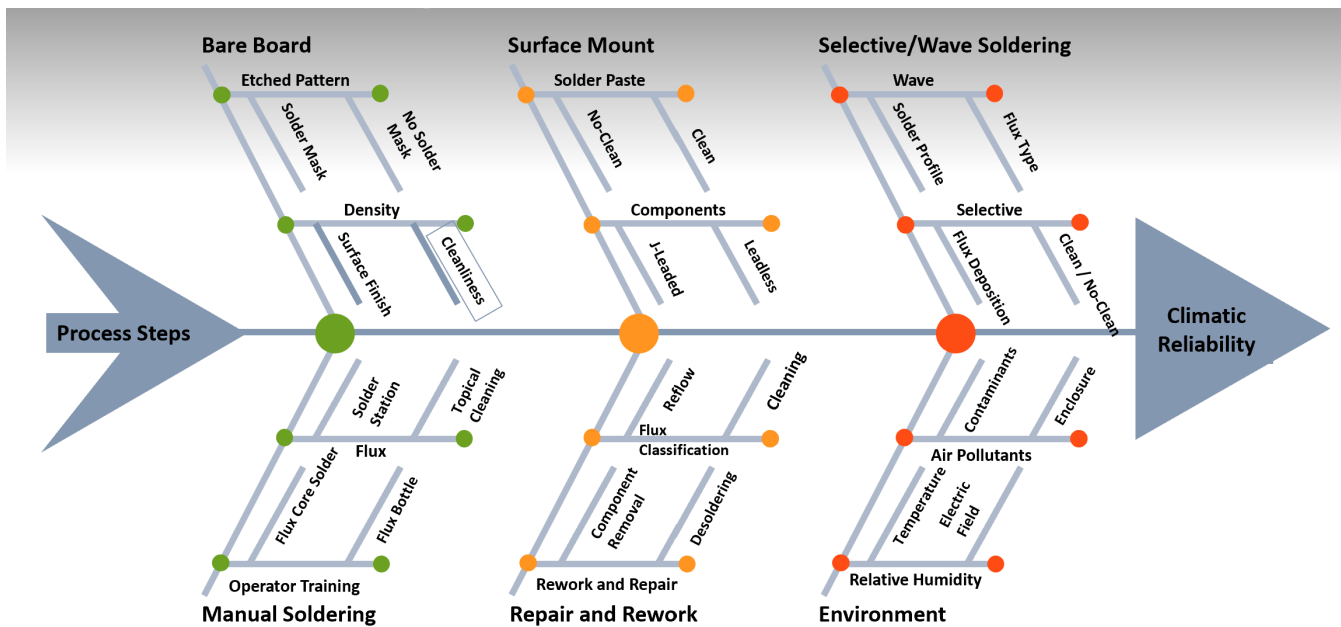 Bare Board
Surface Mount
Selective/Wave Soldering
Etched Pattern
Solder Mask
No Solder
Mask
Solder Paste
No-Clean
Clean
Wave
Solder Profile
Flux Type
Density
Surface Finish
Cleanliness
Components
J-Leaded
Leadless
Selective
Flux Deposition
Clean / No-Clean
Process Steps
Climatic
Reliability
Solder
Station
Topical
Cleaning
Flux
Reflow
Cleaning
Flux
Classification
Contaminants
Enclosure
Air Pollutants
Flux Core Solder
Flux Bottle
Operator Training
Component
Removal
Desoldering
Rework and Repair
Temperature
Electric
Field
Relative Humidity
Manual Soldering
Repair and Rework
Environment